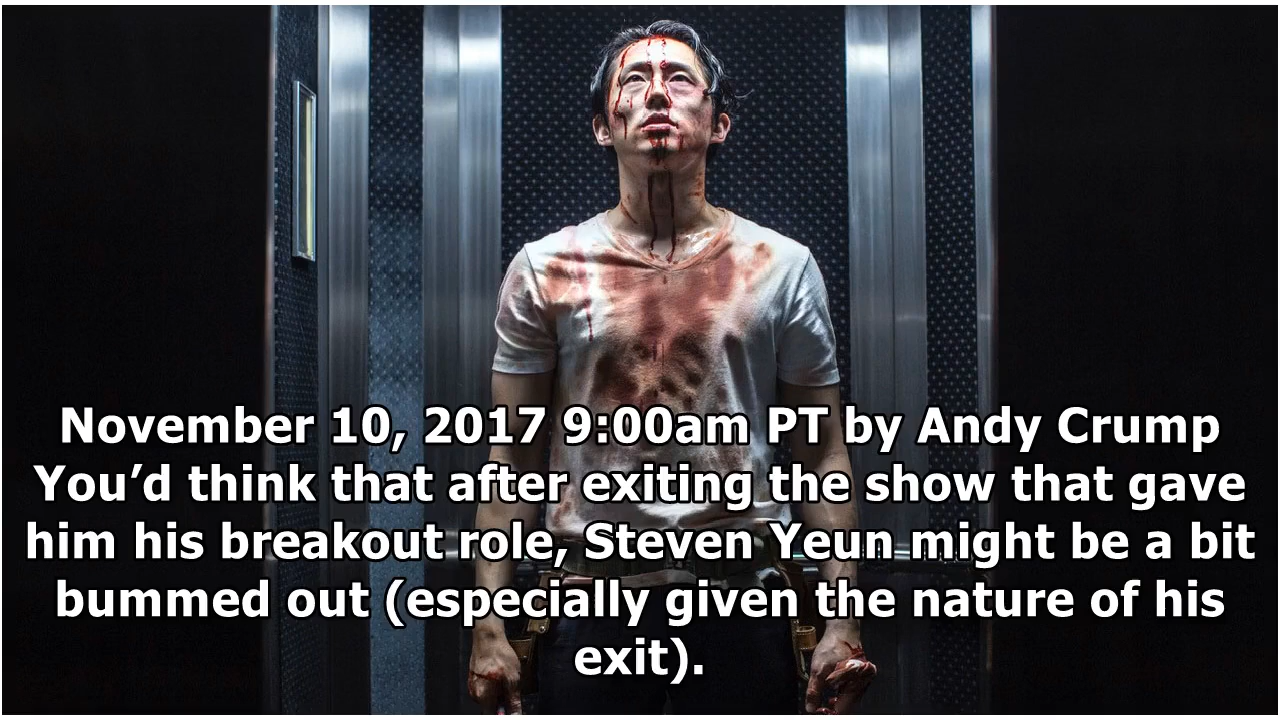 November 10, 2017 9:00am PT by Andy Crump
You’d think that after exiting the show that gave
him his breakout role, Steven Yeun might be a bit
bummed out (especially given the nature of his
exit).